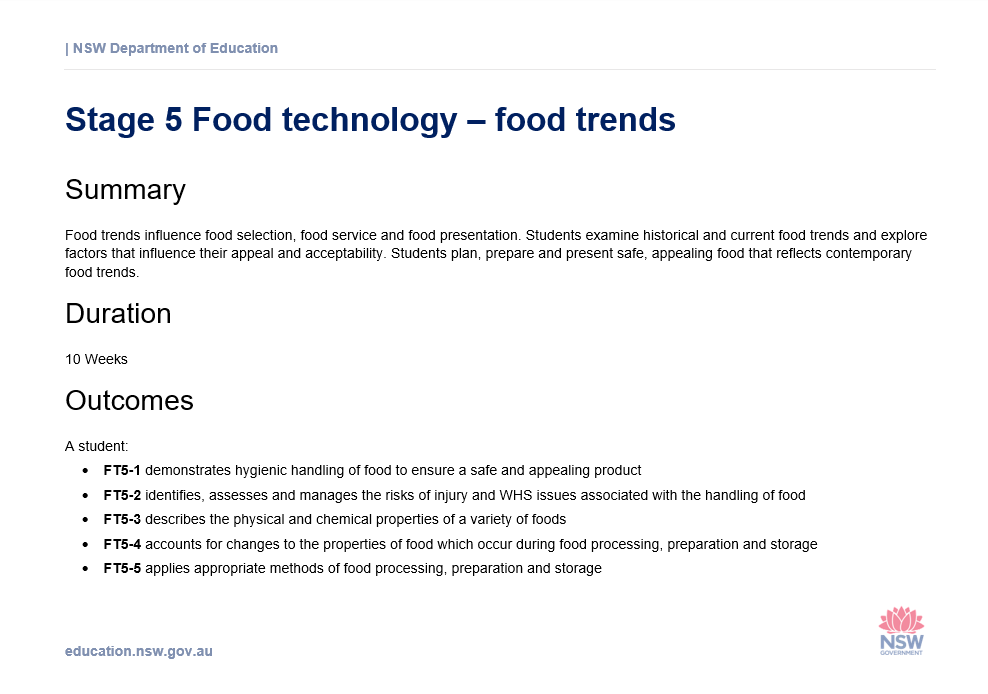 | NSW Department of Education
Stage 5 Food technology – food trends
Summary
Food trends influence food selection, food service and food presentation. Students examine historical and current food trends and explore
factors that influence their appeal and acceptability. Students plan, prepare and present safe, appealing food that reflects contemporary
food trends.
Duration
10 Weeks
Outcomes
A student:
• FT5-1 demonstrates hygienic handling of food to ensure a safe and appealing product
• FT5-2 identifies, assesses and manages the risks of injury and WHS issues associated with the handling of food
• FT5-3 describes the physical and chemical properties of a variety of foods
• FT5-4 accounts for changes to the properties of food which occur during food processing, preparation and storage
• FT5-5 applies appropriate methods of food processing, preparation and storage
education.nsw.gov.au
NSW
GOVERNMENT